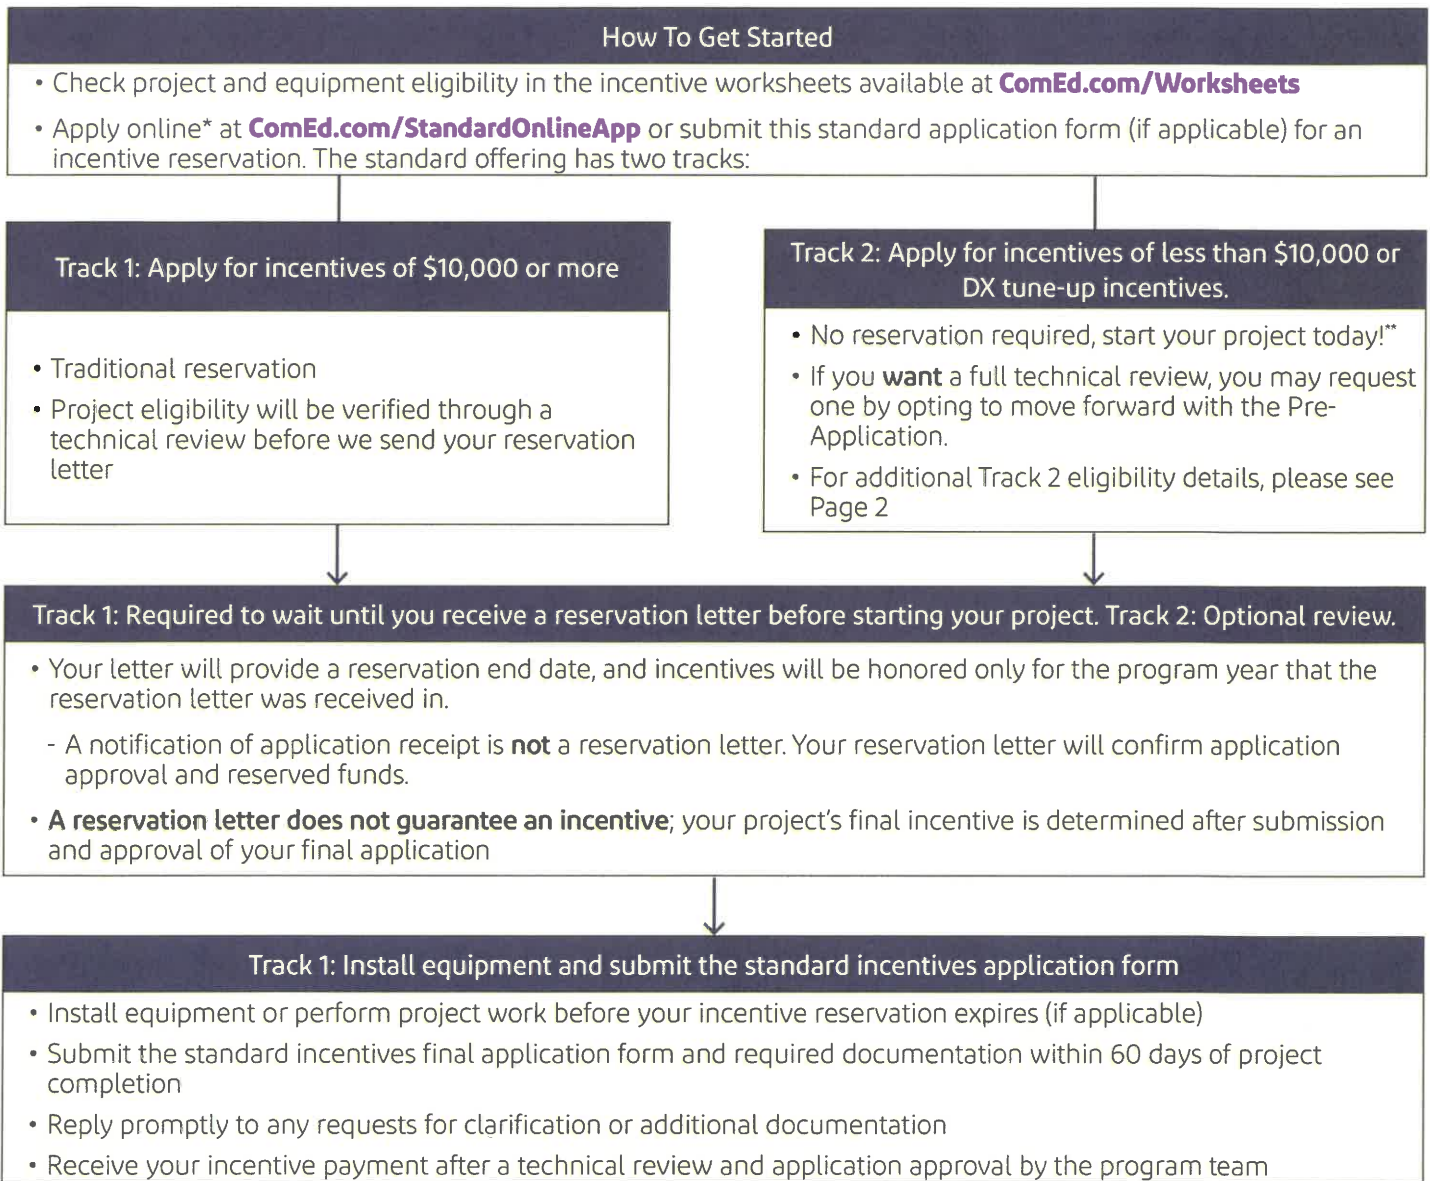 How To Get Started
• Check project and equipment eligibility in the incentive worksheets available at ComEd.com/Worksheets
• Apply online* at ComEd.com/StandardOnlineApp or submit this standard application form (if applicable) for an
incentive reservation. The standard offering has two tracks:
Track 1: Apply for incentives of $10,000 or more
• Traditional reservation
• Project eligibility will be verified through a
technical review before we send your reservation
letter
Track 2: Apply for incentives of less than $10,000 or
DX tune-up incentives.
• No reservation required, start your project today!**
• If you want a full technical review, you may request
one by opting to move forward with the Pre-
Application.
• For additional Track 2 eligibility details, please see
Page 2
Track 1: Required to wait until you receive a reservation letter before starting your project. Track 2: Optional review.
• Your letter will provide a reservation end date, and incentives will be honored only for the program year that the
reservation letter was received in.
- A notification of application receipt is not a reservation letter. Your reservation letter will confirm application
approval and reserved funds.
• A reservation letter does not guarantee an incentive; your project's final incentive is determined after submission
and approval of your final application
Track 1: Install equipment and submit the standard incentives application form
• Install equipment or perform project work before your incentive reservation expires (if applicable)
• Submit the standard incentives final application form and required documentation within 60 days of project
completion
• Reply promptly to any requests for clarification or additional documentation
• Receive your incentive payment after a technical review and application approval by the program team